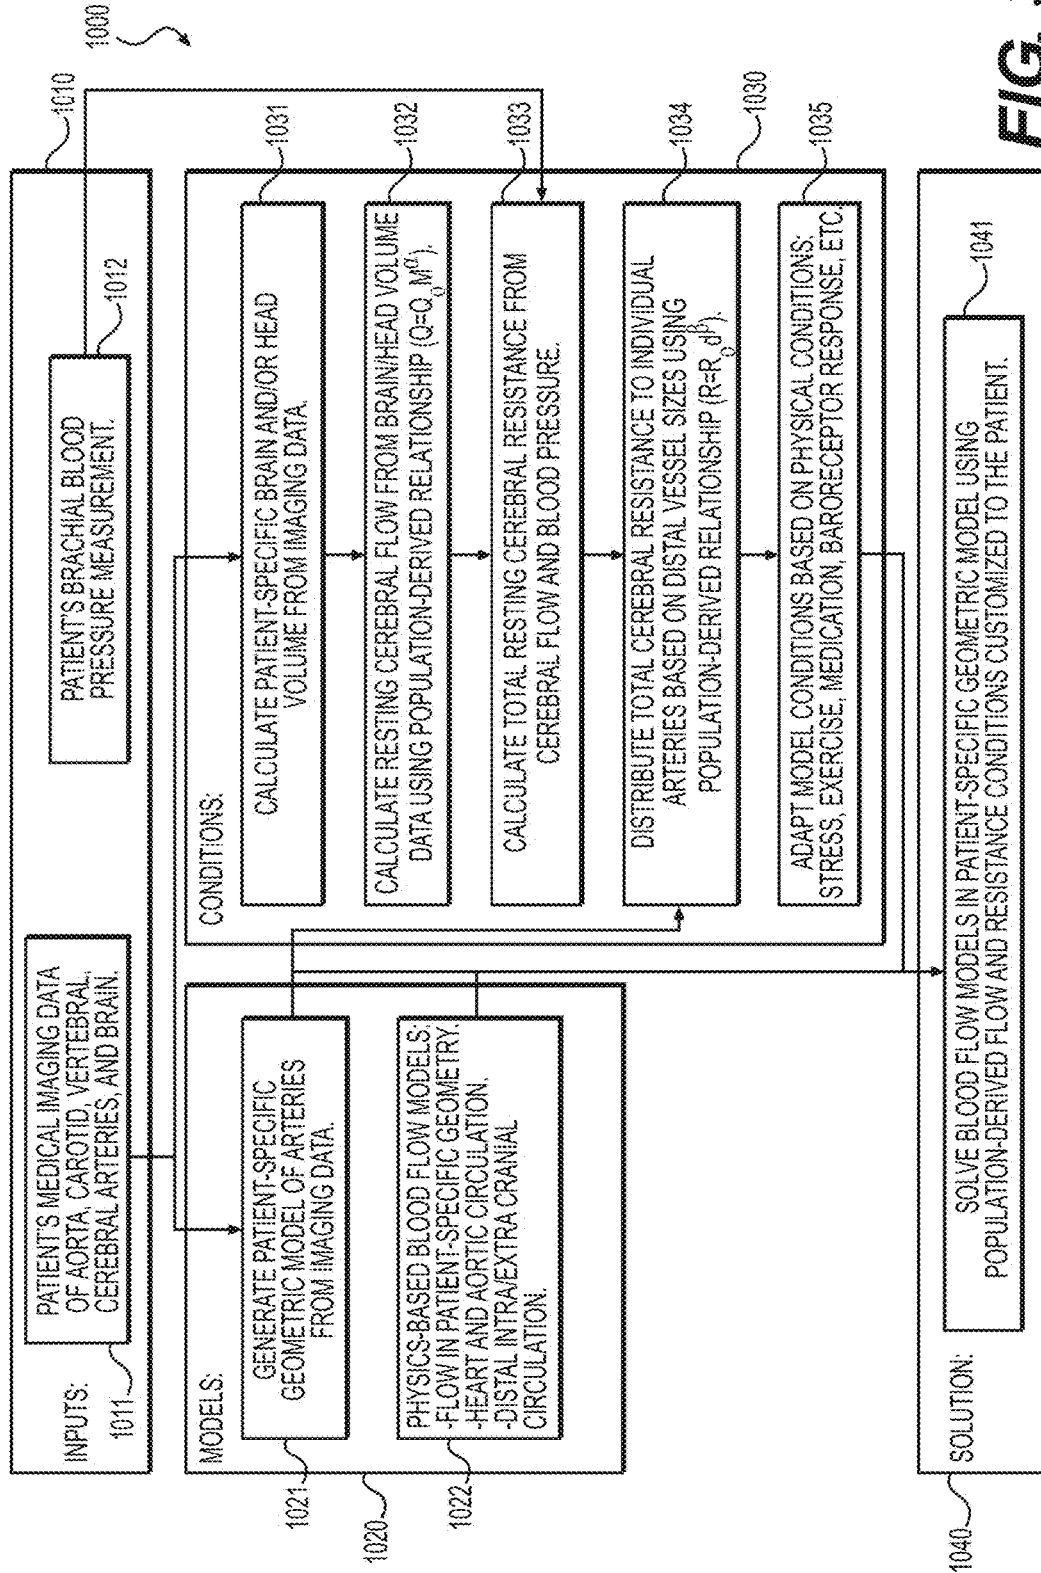 1000
1010
INPUTS:
PATIENT'S MEDICAL IMAGING DATA
OF AORTA, CAROTID, VERTEBRAL,
CEREBRAL ARTERIES, AND BRAIN.
1011
PATIENT'S BRACHIAL BLOOD
PRESSURE MEASUREMENT.
1012
MODELS:
GENERATE PATIENT-SPECIFIC
GEOMETRIC MODEL OF ARTERIES
FROM IMAGING DATA.
1021
1020
PHYSICS-BASED BLOOD FLOW MODELS:
-FLOW IN PATIENT-SPECIFIC GEOMETRY.
-HEART AND AORTIC CIRCULATION.
-DISTAL INTRA/EXTRA CRANIAL
CIRCULATION.
1022
CONDITIONS:
CALCULATE PATIENT-SPECIFIC BRAIN AND/OR HEAD
VOLUME FROM IMAGING DATA.
1031
CALCULATE RESTING CEREBRAL FLOW FROM BRAIN/HEAD VOLUME
DATA USING POPULATION-DERIVED RELATIONSHIP (Q=Q₀M^α).
1032
CALCULATE TOTAL RESTING CEREBRAL RESISTANCE FROM
CEREBRAL FLOW AND BLOOD PRESSURE.
1033
DISTRIBUTE TOTAL CEREBRAL RESISTANCE TO INDIVIDUAL
ARTERIES BASED ON DISTAL VESSEL SIZES USING
POPULATION-DERIVED RELATIONSHIP (R=R₀d^β).
1034
1030
ADAPT MODEL CONDITIONS BASED ON PHYSICAL CONDITIONS:
STRESS, EXERCISE, MEDICATION, BARORECEPTOR RESPONSE, ETC.
1035
SOLUTION:
1040
SOLVE BLOOD FLOW MODELS IN PATIENT-SPECIFIC GEOMETRIC MODEL USING
POPULATION-DERIVED FLOW AND RESISTANCE CONDITIONS CUSTOMIZED TO THE PATIENT.
1041
FIG.